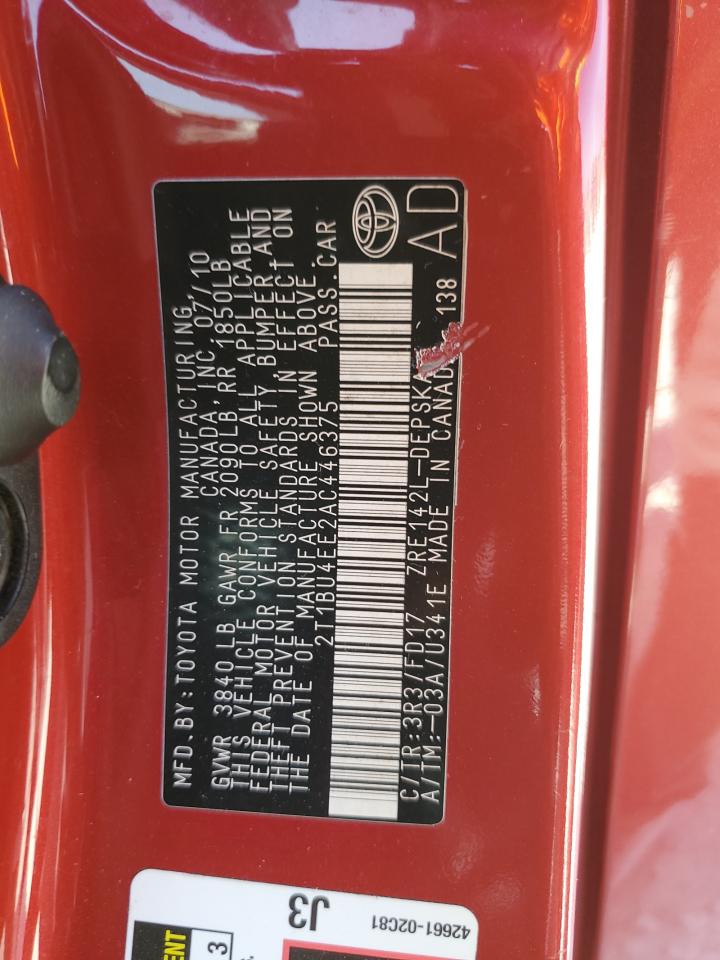 MFD.BY:TOYOTA MOTOR MANUFACTURING,
CANADA,INC 07/10
GVWR 3840 LB GAWR FR 2090LB,RR 1850LB
THIS VEHICLE CONFORMS TO ALL APPLICABLE
FEDERAL MOTOR VEHICLE SAFETY BUMPER,AND
THEFT PREVENTION STANDARDS IN EFFECT ON
THE DATE OF MANUFACTURE SHOWN ABOVE.
2T1BU4EE2AC446375 PASS.CAR
C/TR:3R3/FD17 ZRE142L-DEPSKA
A/TM:-03A/U341E MADE IN CANADA 138
AD
J3
42661-02C81
3